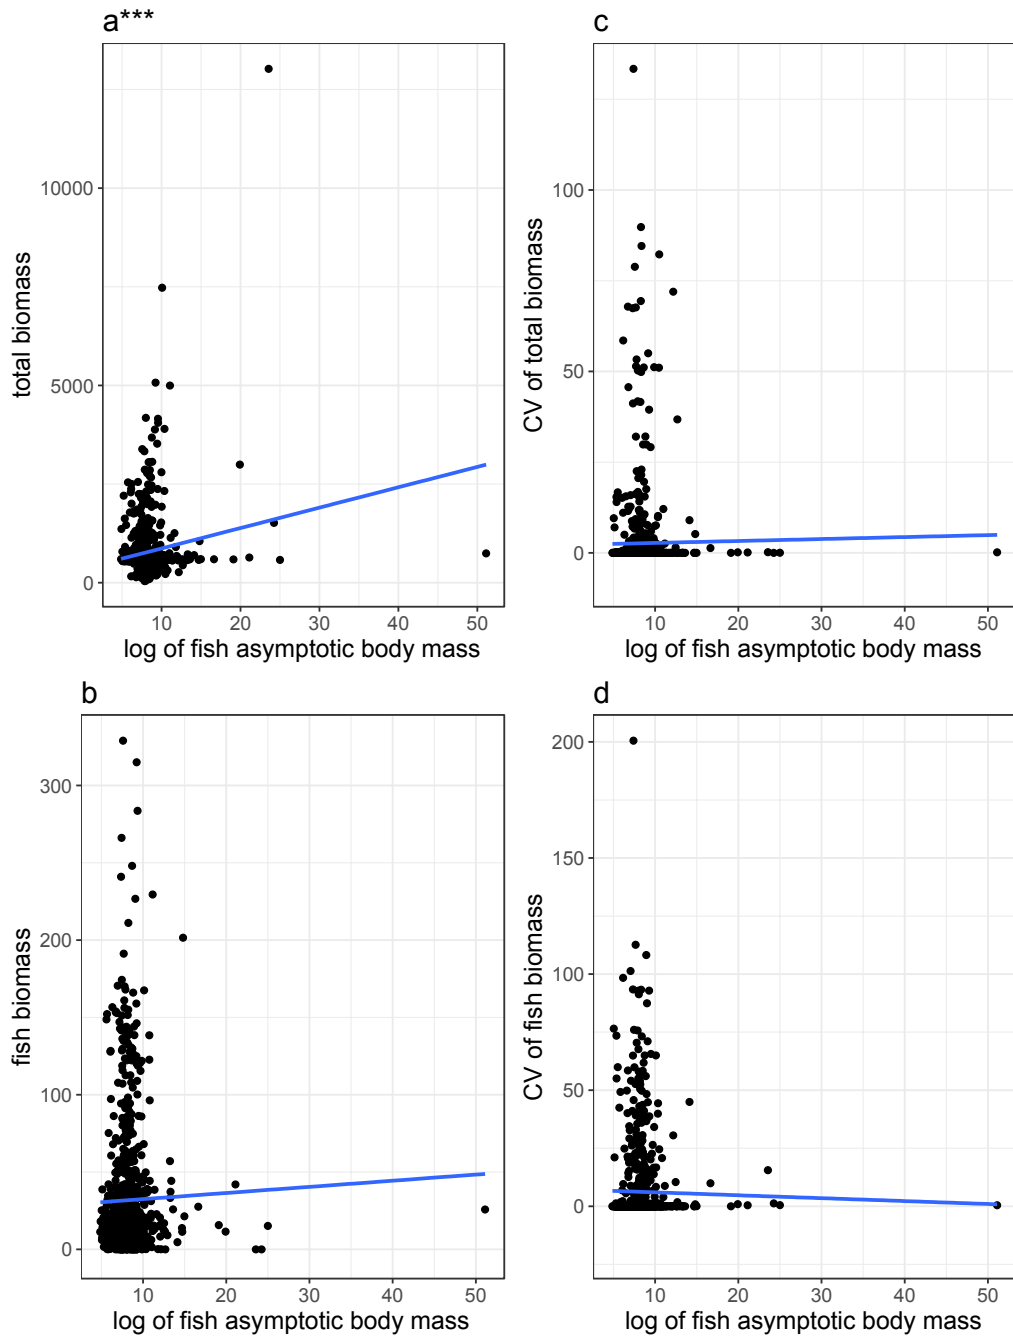 a***
10000
5000
0
10 20 30 40 50
total biomass
log of fish asymptotic body mass
c
100
50
0
10 20 30 40 50
CV of total biomass
log of fish asymptotic body mass
b
300
200
100
0
10 20 30 40 50
fish biomass
log of fish asymptotic body mass
d
200
150
100
50
0
10 20 30 40 50
CV of fish biomass
log of fish asymptotic body mass